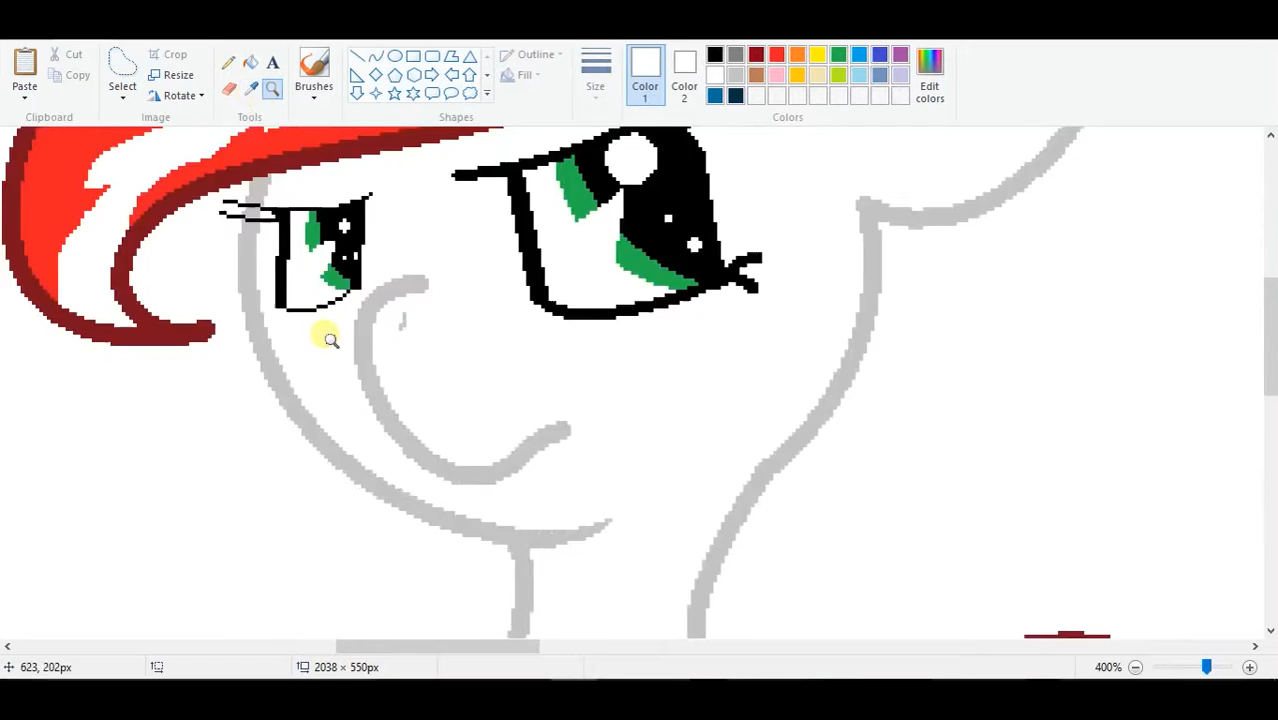 Paste
Cut
Copy
Clipboard
Select
Crop
Resize
Rotate
Image
A
Tools
Brushes
Outline
Fill
Shapes
Size
Color
1
Color
2
Edit
colors
Colors
623, 202px
2038 × 550px
400%